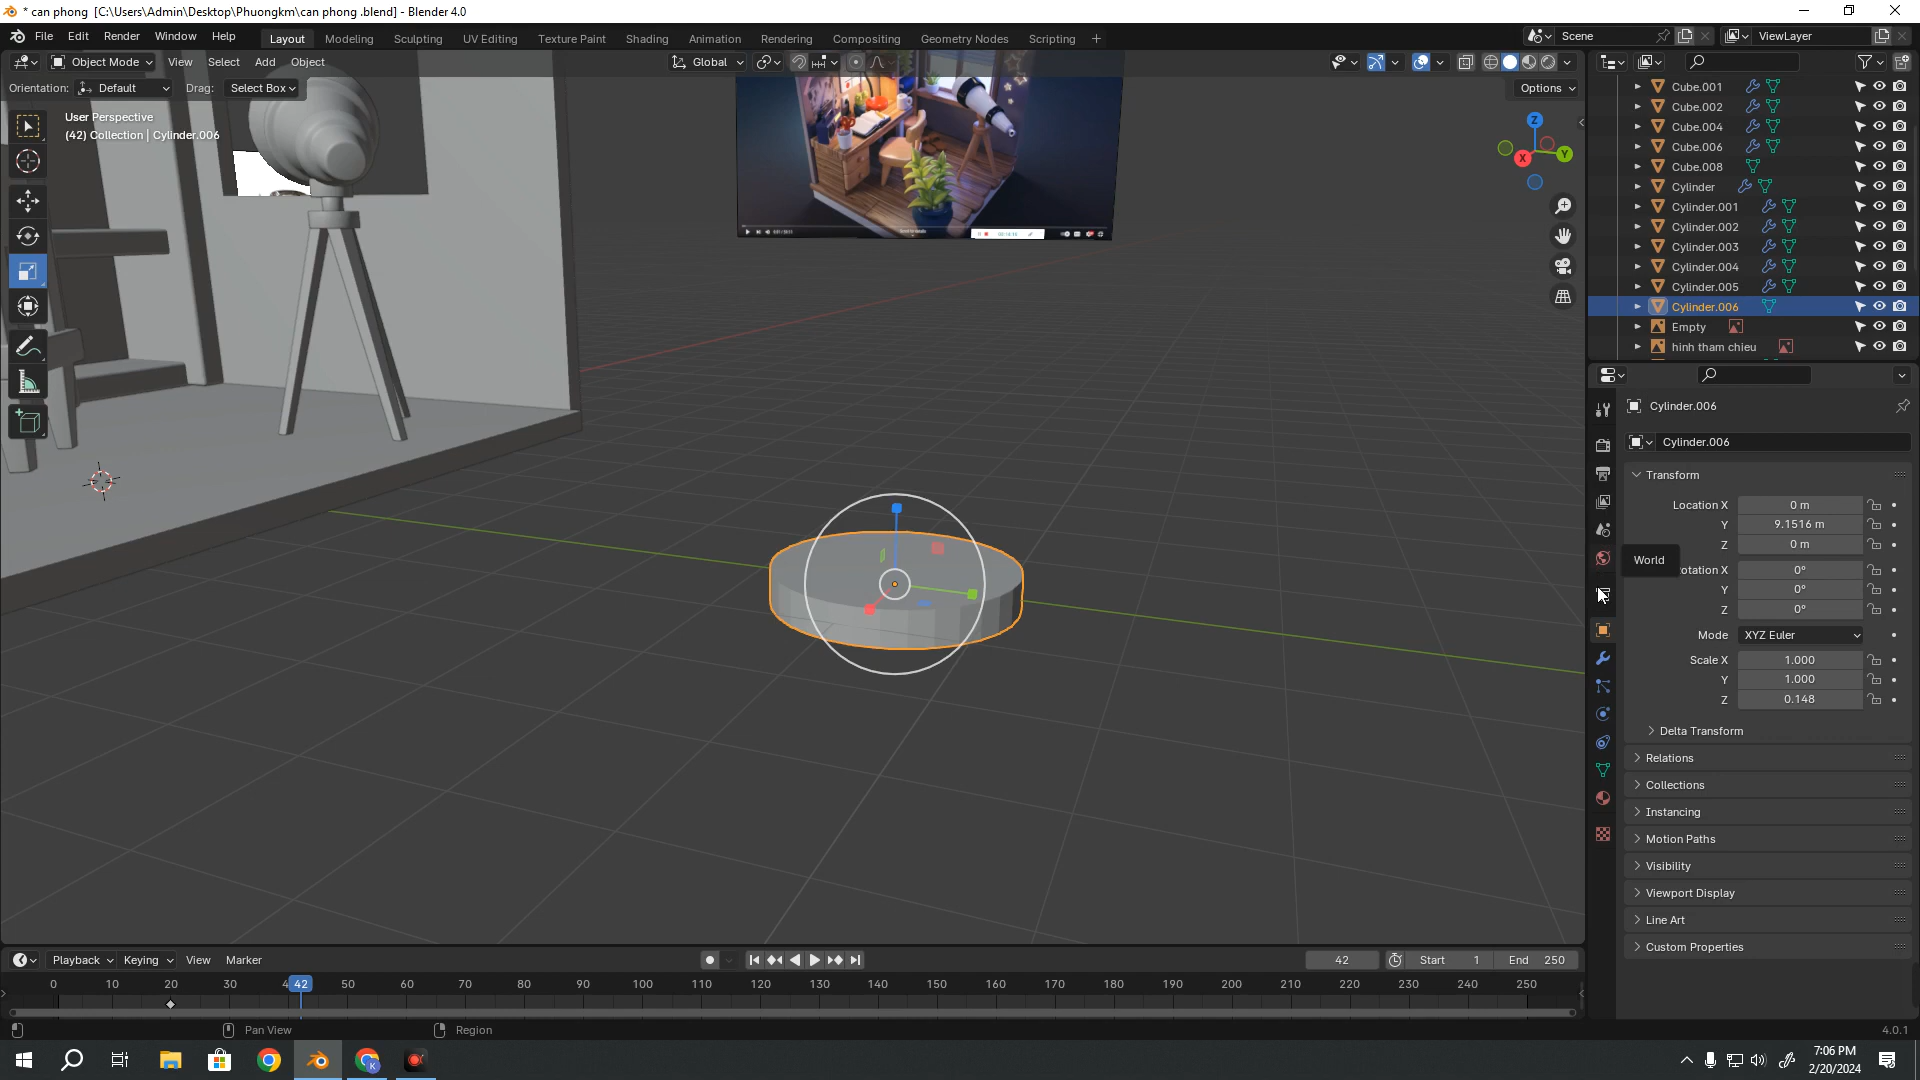 * can phong  [C:\Users\Admin\Desktop\Phuongkm\can phong .blend] - Blender 4.0
File Edit Render Window Help Layout Modeling Sculpting UV Editing Texture Paint Shading Animation Rendering Compositing Geometry Nodes Scripting + Scene ViewLayer
Object Mode View Select Add Object Global
Orientation: Default Drag: Select Box Options
User Perspective
(42) Collection | Cylinder.006
Z
Y
X
Cube.001
Cube.002
Cube.004
Cube.006
Cube.008
Cylinder
Cylinder.001
Cylinder.002
Cylinder.003
Cylinder.004
Cylinder.005
Cylinder.006
Empty
hinh tham chieu
Cylinder.006
Cylinder.006
Transform
Location X 0 m
Y 9.1516 m
Z 0 m
World
otation X 0°
Y 0°
Z 0°
Mode XYZ Euler
Scale X 1.000
Y 1.000
Z 0.148
Delta Transform
Relations
Collections
Instancing
Motion Paths
Visibility
Viewport Display
Line Art
Custom Properties
Playback Keying View Marker 42 Start 1 End 250
0 10 20 30 4 42 50 60 70 80 90 100 110 120 130 140 150 160 170 180 190 200 210 220 230 240 250
Pan View Region 4.0.1
7:06 PM
2/20/2024